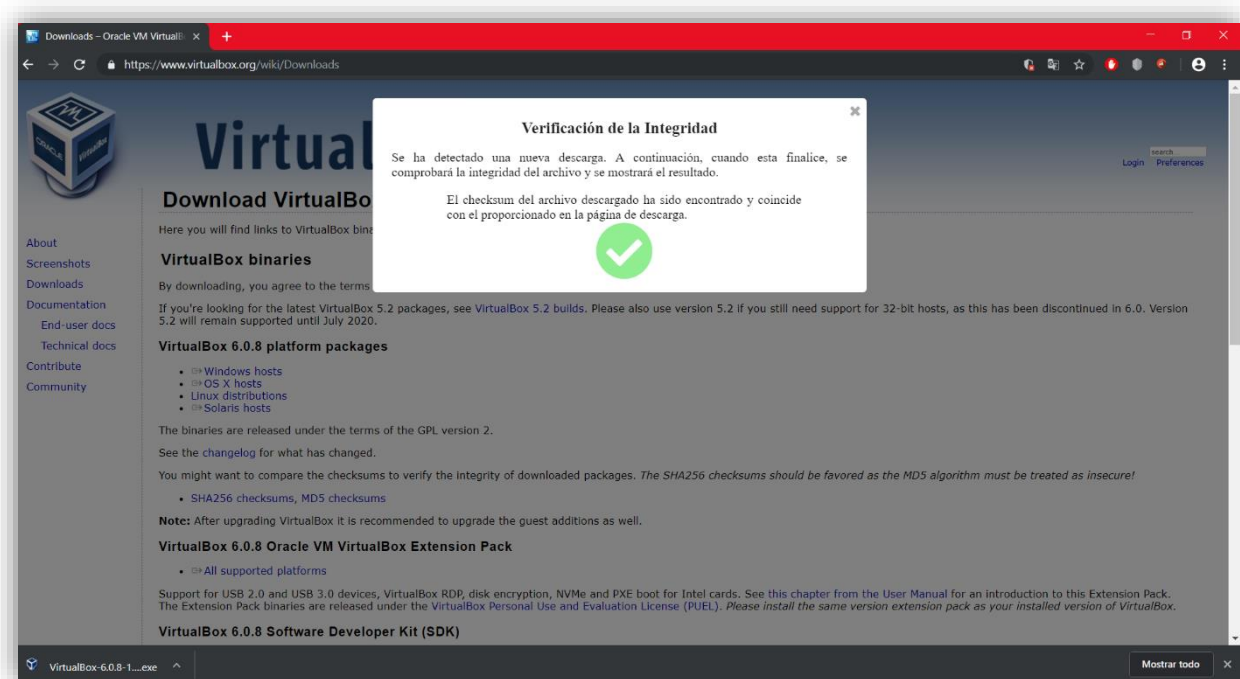 Downloads – Oracle VM VirtualB
https://www.virtualbox.org/wiki/Downloads
ORACLE
VirtualBox
Virtual
search
Login Preferences
Verificación de la Integridad
Se ha detectado una nueva descarga. A continuación, cuando esta finalice, se
comprobará la integridad del archivo y se mostrará el resultado.
El checksum del archivo descargado ha sido encontrado y coincide
con el proporcionado en la página de descarga.
About
Screenshots
Downloads
Documentation
End-user docs
Technical docs
Contribute
Community
Download VirtualBo
Here you will find links to VirtualBox bina
VirtualBox binaries
By downloading, you agree to the terms
If you're looking for the latest VirtualBox 5.2 packages, see VirtualBox 5.2 builds. Please also use version 5.2 if you still need support for 32-bit hosts, as this has been discontinued in 6.0. Version
5.2 will remain supported until July 2020.
VirtualBox 6.0.8 platform packages
Windows hosts
OS X hosts
Linux distributions
Solaris hosts
The binaries are released under the terms of the GPL version 2.
See the changelog for what has changed.
You might want to compare the checksums to verify the integrity of downloaded packages. The SHA256 checksums should be favored as the MD5 algorithm must be treated as insecure!
SHA256 checksums, MD5 checksums
Note: After upgrading VirtualBox it is recommended to upgrade the guest additions as well.
VirtualBox 6.0.8 Oracle VM VirtualBox Extension Pack
All supported platforms
Support for USB 2.0 and USB 3.0 devices, VirtualBox RDP, disk encryption, NVMe and PXE boot for Intel cards. See this chapter from the User Manual for an introduction to this Extension Pack.
The Extension Pack binaries are released under the VirtualBox Personal Use and Evaluation License (PUEL). Please install the same version extension pack as your installed version of VirtualBox.
VirtualBox 6.0.8 Software Developer Kit (SDK)
VirtualBox-6.0.8-1....exe
Mostrar todo